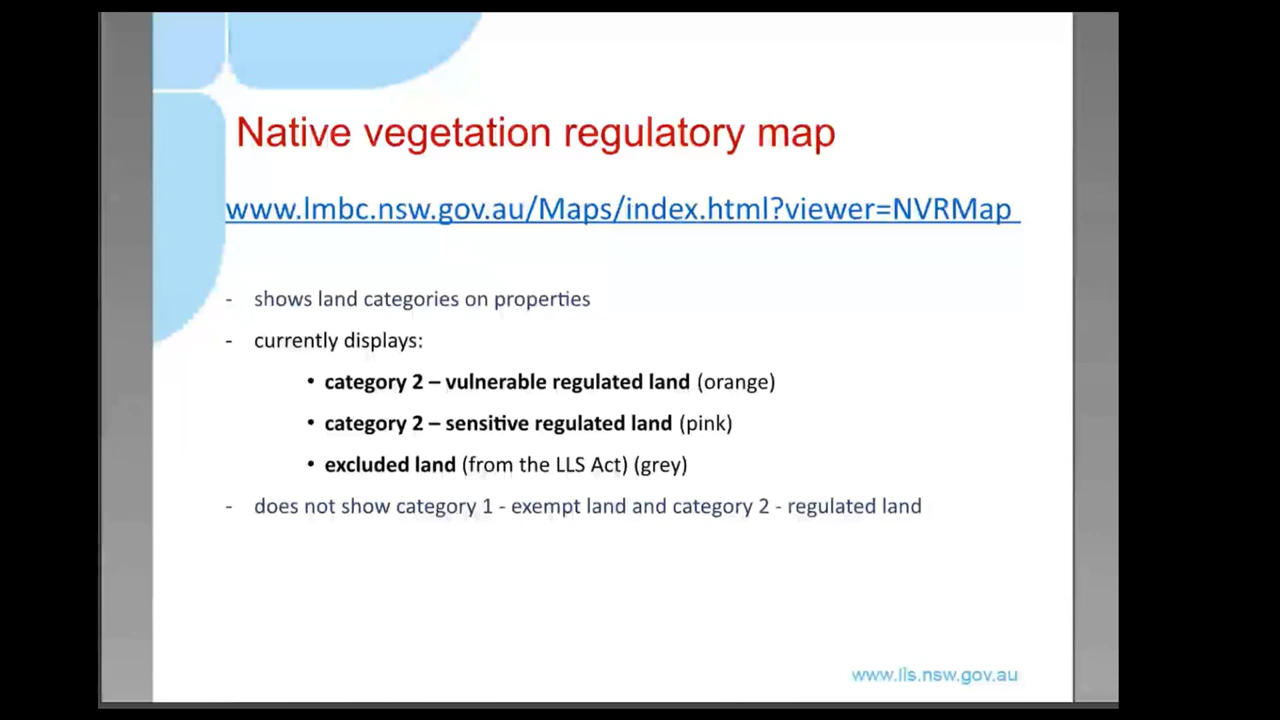 Native vegetation regulatory map
www.lmbc.nsw.gov.au/Maps/index.html?viewer=NVRMap
- shows land categories on properties
- currently displays:
• category 2 – vulnerable regulated land (orange)
• category 2 – sensitive regulated land (pink)
• excluded land (from the LLS Act) (grey)
- does not show category 1 - exempt land and category 2 - regulated land
www.lls.nsw.gov.au